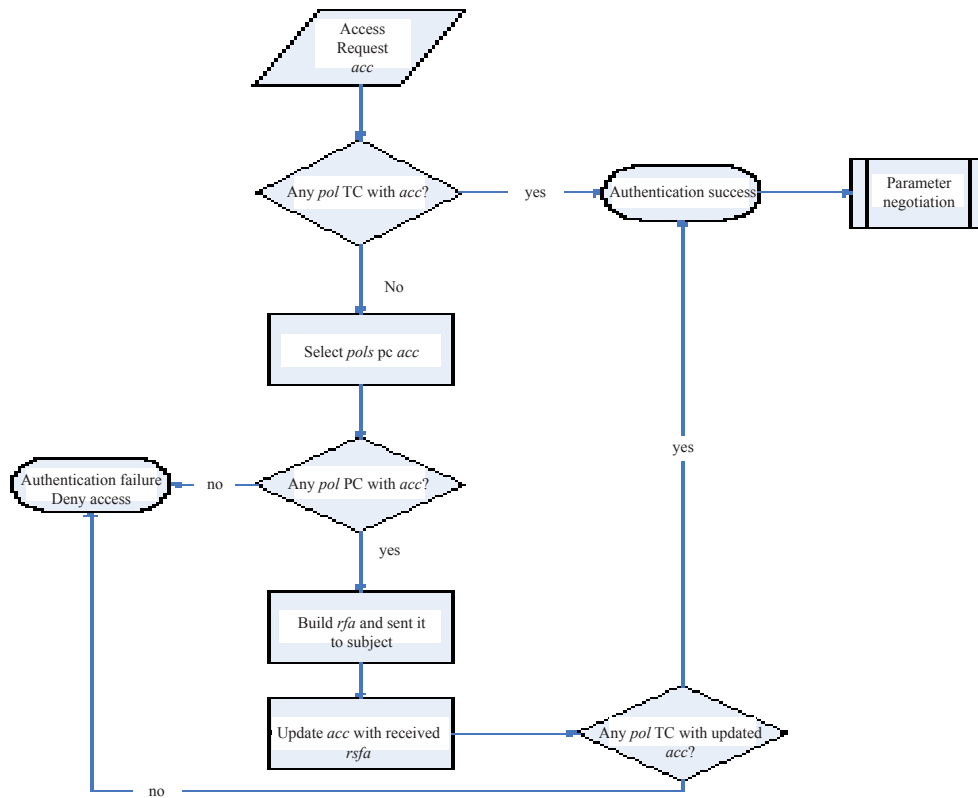 Access
Request
acc
Any pol TC with acc?
yes
Authentication success
Parameter
negotiation
No
Select pols pc acc
yes
Authentication failure
Deny access
no
Any pol PC with acc?
yes
Build rfa and sent it
to subject
Update acc with received
rsfa
Any pol TC with updated
acc?
no